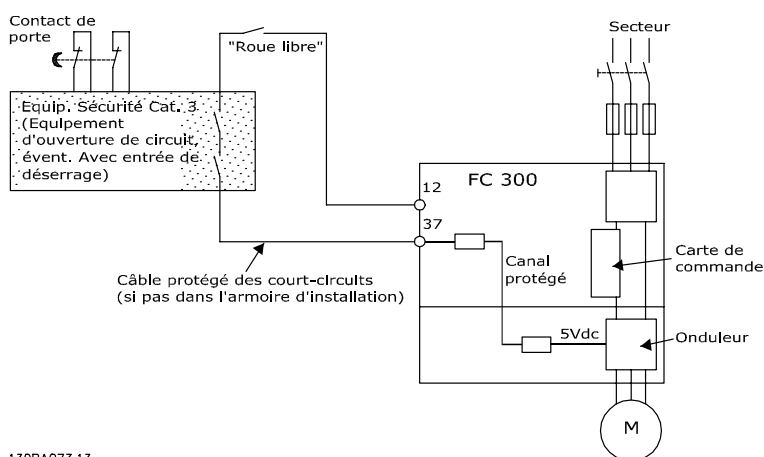 Contact de
porte
"Roue libre"
Secteur
Equip. Sécurité Cat. 3
(Equipement
d'ouverture de circuit,
évent. Avec entrée de
déserrage)
12
FC 300
37
Canal
protégé
Carte de
commande
Câble protégé des court-circuits
(si pas dans l'armoire d'installation)
5Vdc
Onduleur
M